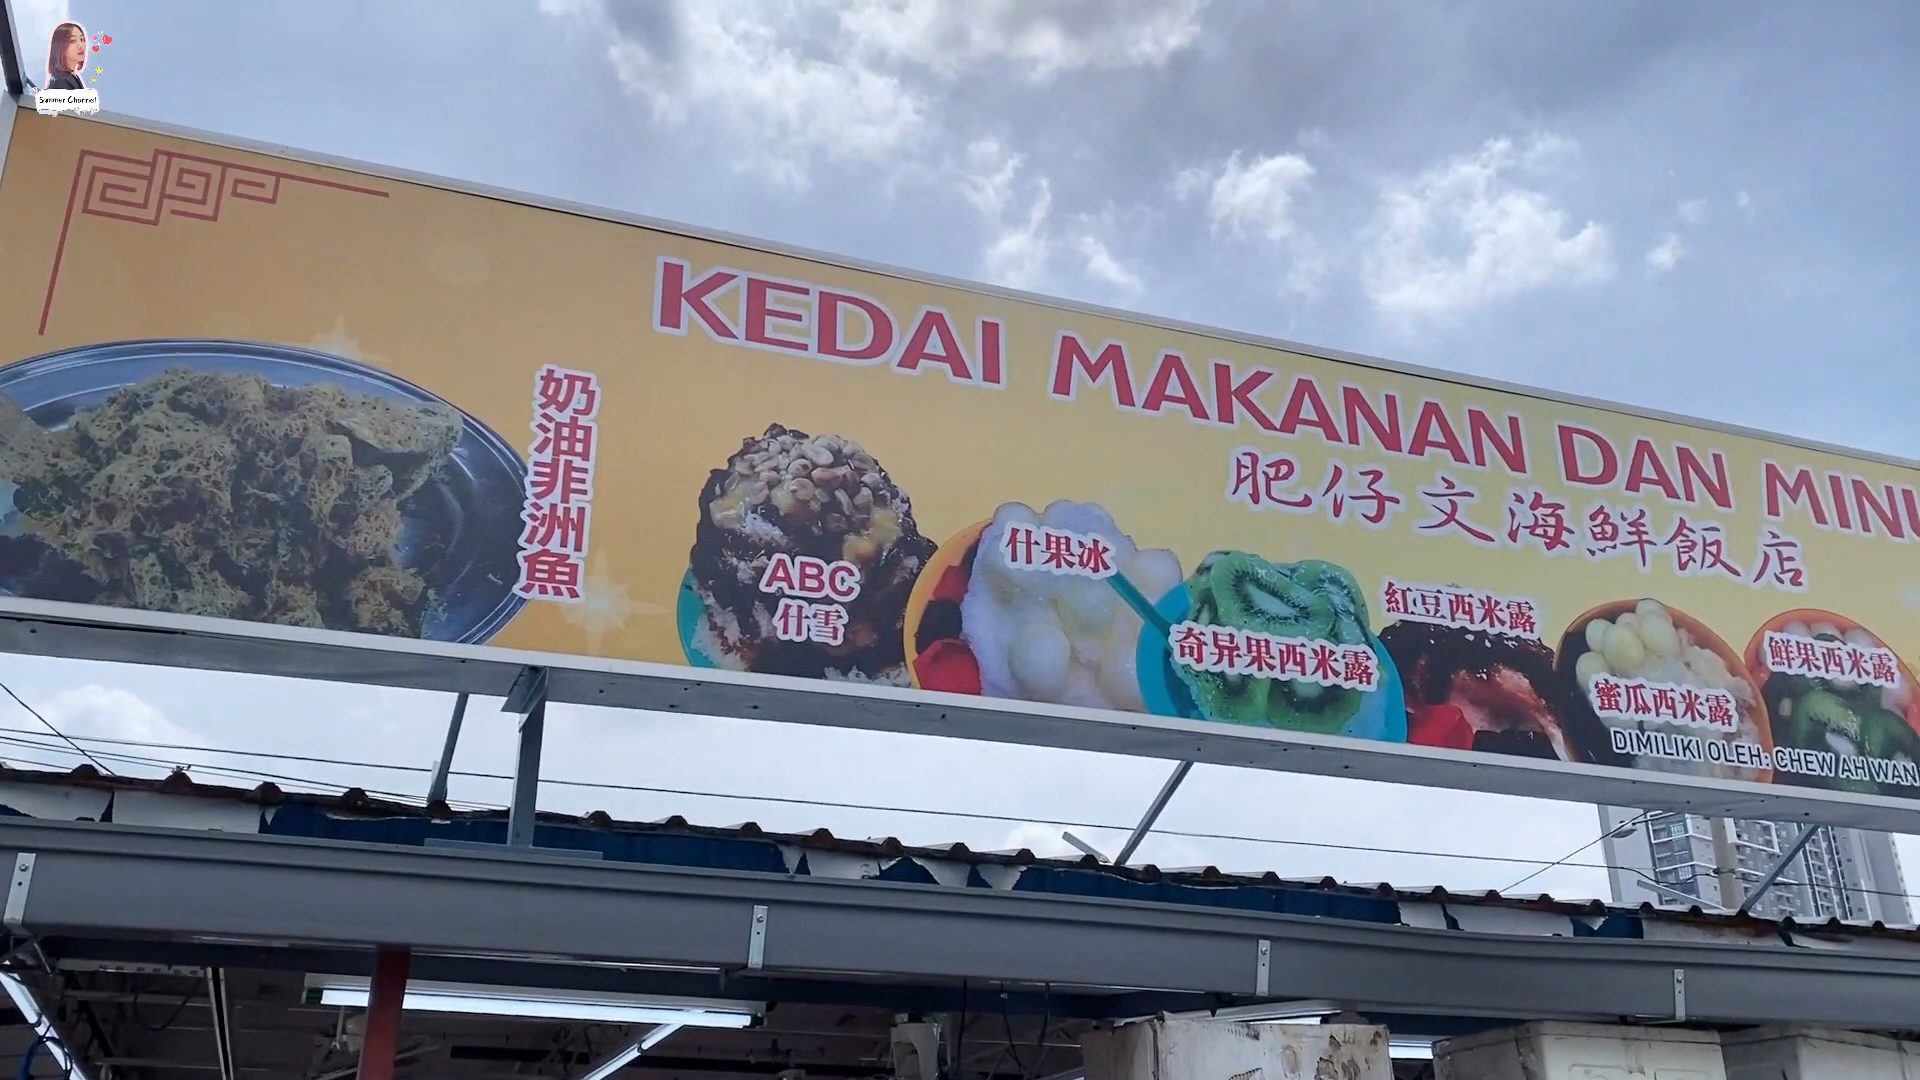 Summer Channel
KEDAI MAKANAN DAN MINU
肥仔文海鮮飯店
奶油非洲魚
ABC
什雪
什果冰
奇异果西米露
紅豆西米露
蜜瓜西米露
鮮果西米露
DIMILIKI OLEH: CHEW AH WAN